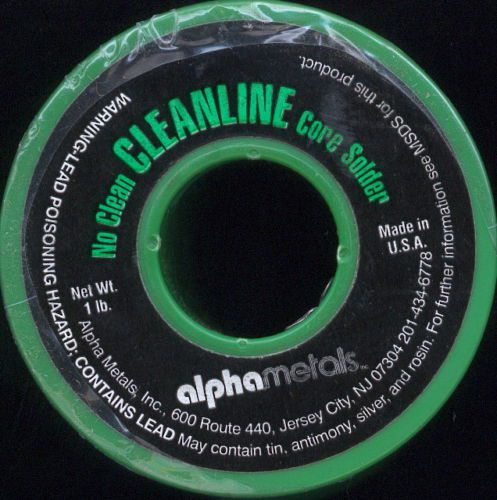 No Clean CLEANLINE Core Solder
Made in
U.S.A.
Net Wt.
1 lb.
alphametals™
Alpha Metals, Inc., 600 Route 440, Jersey City, NJ 07304 201-434-6778
WARNING-LEAD POISONING HAZARD; CONTAINS LEAD May contain tin, antimony, silver, and rosin. For further information see MSDS for this product.